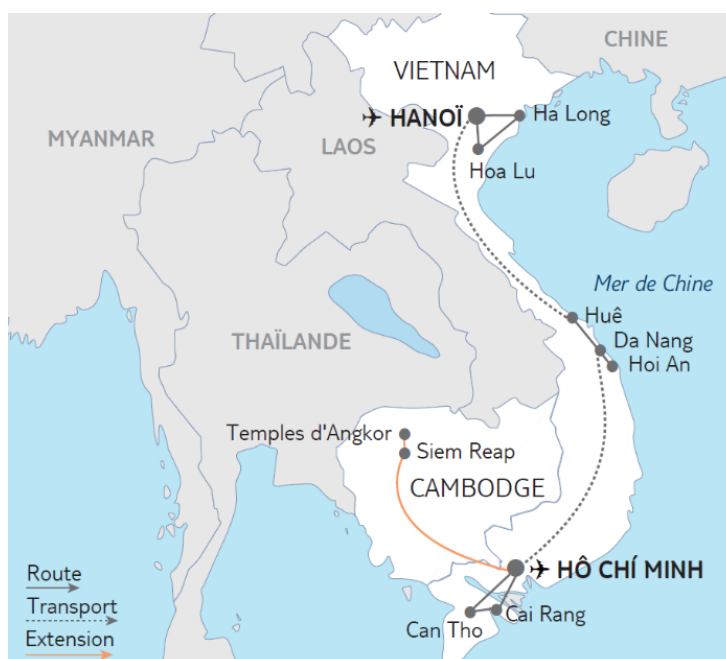 CHINE
VIETNAM
HANOÏ
Ha Long
MYANMAR
LAOS
Hoa Lu
Mer de Chine
Huê
Da Nang
THAÏLANDE
Hoi An
Temples d'Angkor
Siem Reap
CAMBODGE
HÔ CHÍ MINH
Route
Transport
Cai Rang
Can Tho
Extension